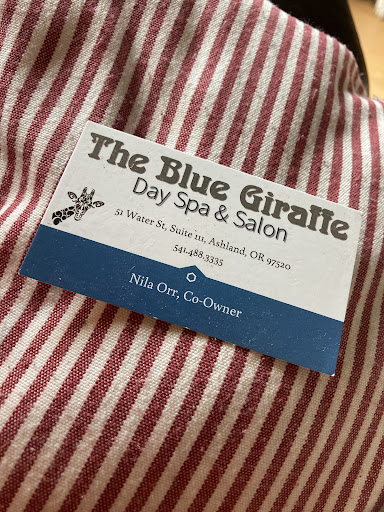 The Blue Giraffe
Day Spa & Salon
51 Water St, Suite 111, Ashland, OR 97520
541.488.3335
Nila Orr, Co-Owner